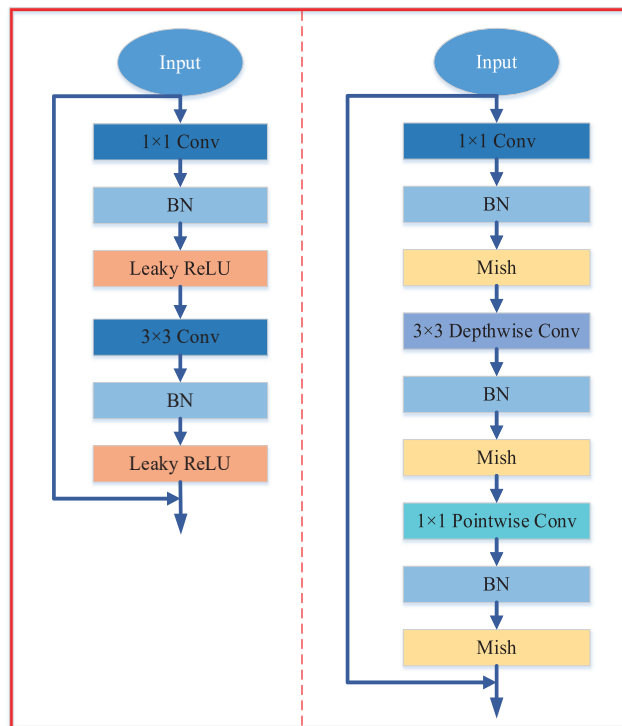 Input
1×1 Conv
BN
Leaky ReLU
3×3 Conv
BN
Leaky ReLU
Input
1×1 Conv
BN
Mish
3×3 Depthwise Conv
BN
Mish
1×1 Pointwise Conv
BN
Mish